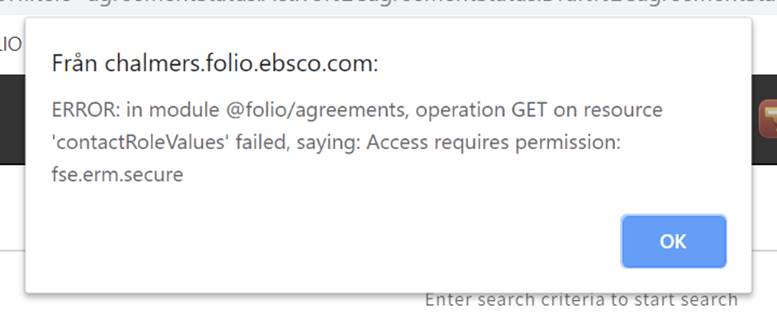 LIO
Från chalmers.folio.ebsco.com:
ERROR: in module @folio/agreements, operation GET on resource
'contactRoleValues' failed, saying: Access requires permission:
fse.erm.secure
OK
Enter search criteria to start search